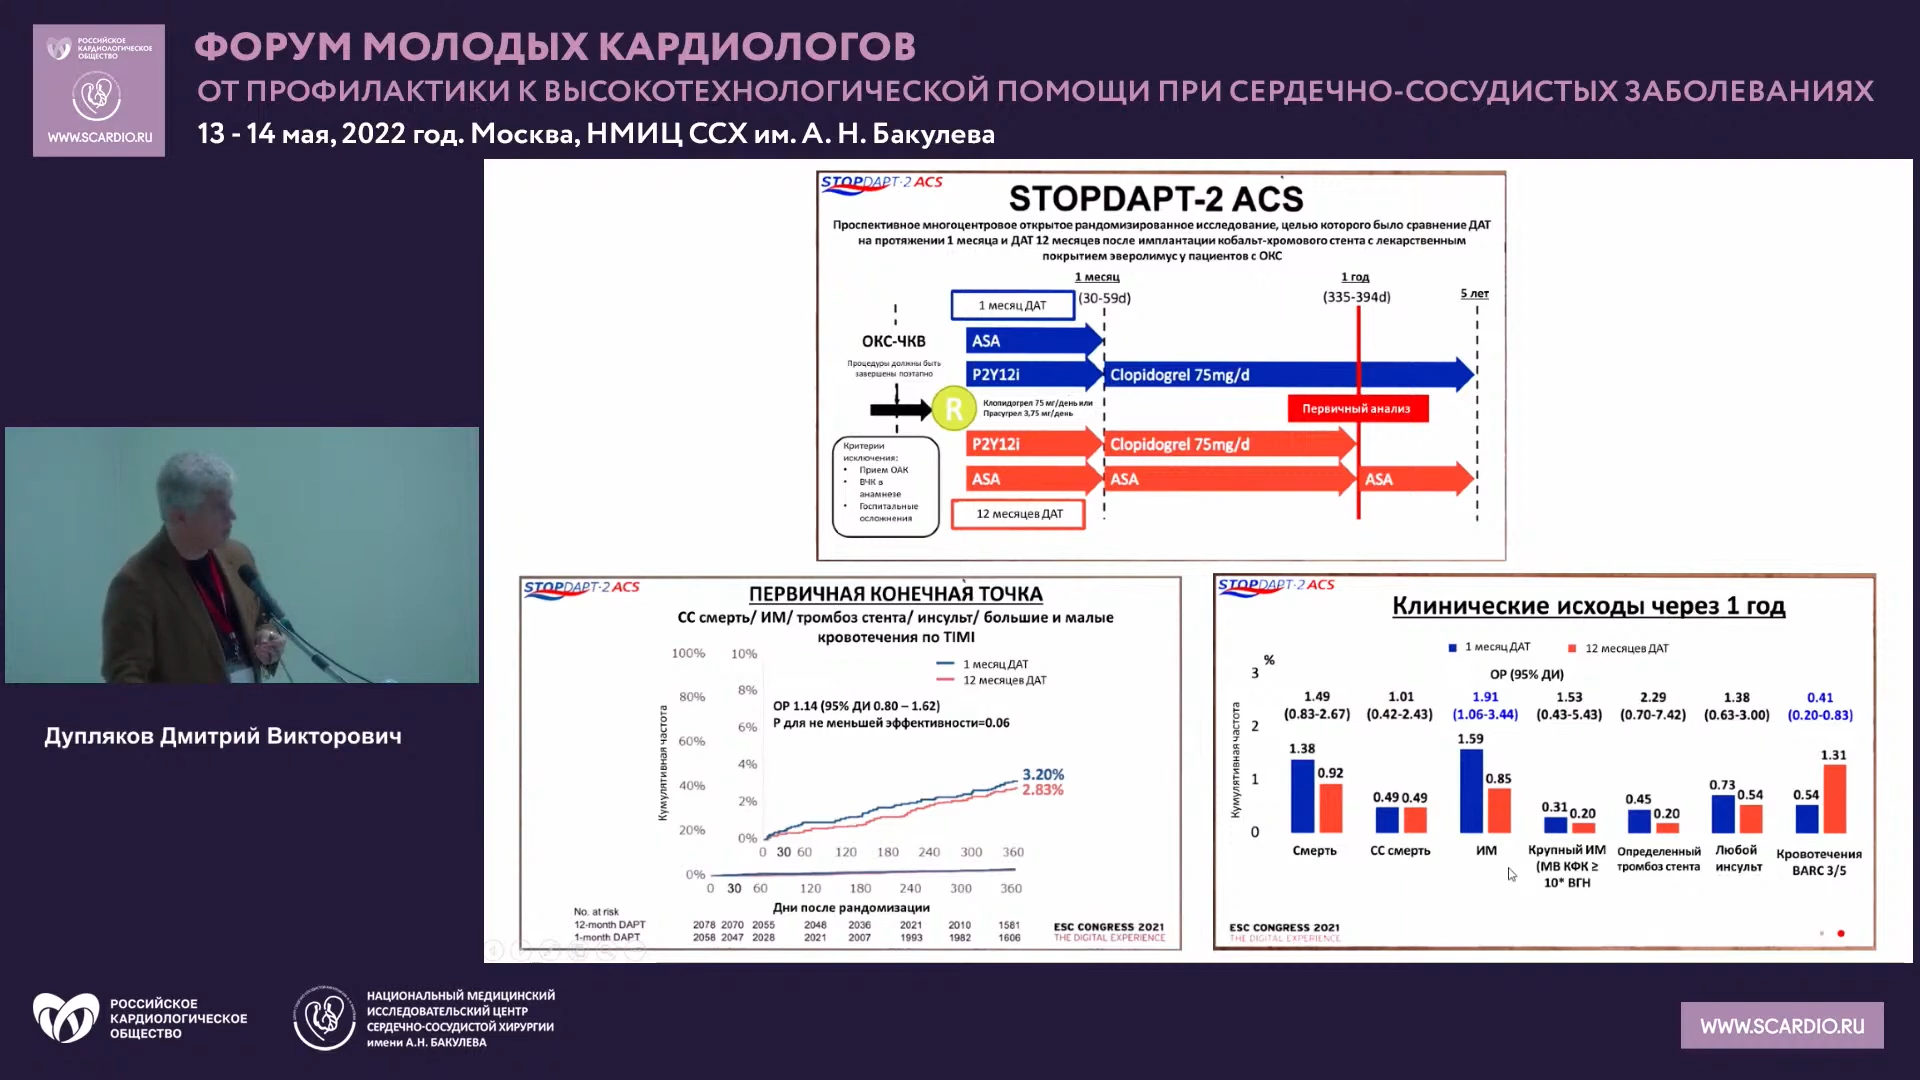 РОССИЙСКОЕ
КАРДИОЛОГИЧЕСКОЕ
ОБЩЕСТВО
WWW.SCARDIO.RU
ФОРУМ МОЛОДЫХ КАРДИОЛОГОВ
ОТ ПРОФИЛАКТИКИ К ВЫСОКОТЕХНОЛОГИЧЕСКОЙ ПОМОЩИ ПРИ СЕРДЕЧНО-СОСУДИСТЫХ ЗАБОЛЕВАНИЯХ
13 - 14 мая, 2022 год. Москва, НМИЦ ССХ им. А. Н. Бакулева
STOPDAPT-2 ACS
STOPDAPT-2 ACS
Проспективное многоцентровое открытое рандомизированное исследование, целью которого было сравнение ДАТ
на протяжении 1 месяца и ДАТ 12 месяцев после имплантации кобальт-хромового стента с лекарственным
покрытием эверолимус у пациентов с ОКС
1 месяц
1 год
(30-59d)
(335-394d)
5 лет
1 месяц ДАТ
ОКС-ЧКВ
ASA
Процедуры должны быть
завершены поэтапно
P2Y12i
Clopidogrel 75mg/d
R
Клопидогрел 75 мг/день или
Прасугрел 3,75 мг/день
Первичный анализ
P2Y12i
Clopidogrel 75mg/d
Критерии
исключения:
• Прием ОАК
• ВЧК в
анамнезе
• Госпитальные
осложнения
ASA
ASA
ASA
12 месяцев ДАТ
STOPDAPT-2 ACS
ПЕРВИЧНАЯ КОНЕЧНАЯ ТОЧКА
СС смерть/ ИМ/ тромбоз стента/ инсульт/ большие и малые
кровотечения по TIMI
100% 10%
1 месяц ДАТ
12 месяцев ДАТ
80% 8%
ОР 1.14 (95% ДИ 0.80 – 1.62)
Р для не меньшей эффективности=0.06
60% 6%
Кумулятивная частота
40% 4%
3.20%
2.83%
20% 2%
0%
0 30 60 120 180 240 300 360
0%
0 30 60 120 180 240 300 360
Дни после рандомизации
No. at risk
12-month DAPT 2078 2070 2055 2048 2036 2021 2010 1581
1-month DAPT 2058 2047 2028 2021 2007 1993 1982 1606
ESC CONGRESS 2021
THE DIGITAL EXPERIENCE
STOPDAPT-2 ACS
Клинические исходы через 1 год
1 месяц ДАТ 12 месяцев ДАТ
%
ОР (95% ДИ)
3
2
1
0
Кумулятивная частота
1.49 1.01 1.91 1.53 2.29 1.38 0.41
(0.83-2.67) (0.42-2.43) (1.06-3.44) (0.43-5.43) (0.70-7.42) (0.63-3.00) (0.20-0.83)
1.38 0.92 0.49 0.49 1.59 0.85 0.31 0.20 0.45 0.20 0.73 0.54 0.54 1.31
Смерть
СС смерть
ИМ
Крупный ИМ
(МВ КФК ≥
10* ВГН
Определенный
тромбоз стента
Любой
инсульт
Кровотечения
BARC 3/5
ESC CONGRESS 2021
THE DIGITAL EXPERIENCE
Дупляков Дмитрий Викторович
РОССИЙСКОЕ
КАРДИОЛОГИЧЕСКОЕ
ОБЩЕСТВО
НАЦИОНАЛЬНЫЙ МЕДИЦИНСКИЙ
ИССЛЕДОВАТЕЛЬСКИЙ ЦЕНТР
СЕРДЕЧНО-СОСУДИСТОЙ ХИРУРГИИ
имени А.Н. БАКУЛЕВА
WWW.SCARDIO.RU